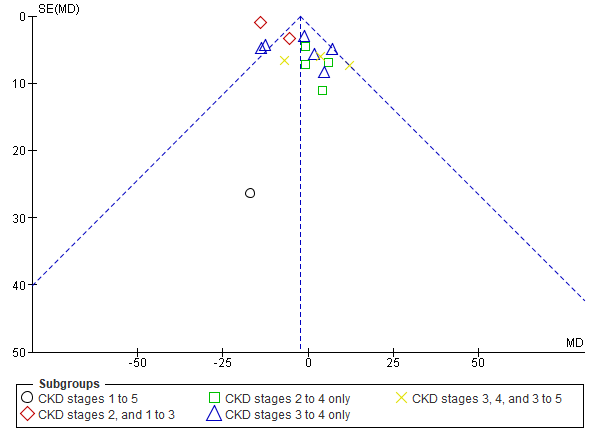 0
SE(MD)
10
20
30
40
50
-50
-25
0
25
50
MD
Subgroups
CKD stages 1 to 5
CKD stages 2 to 4 only
CKD stages 3, 4, and 3 to 5
CKD stages 2, and 1 to 3
CKD stages 3 to 4 only